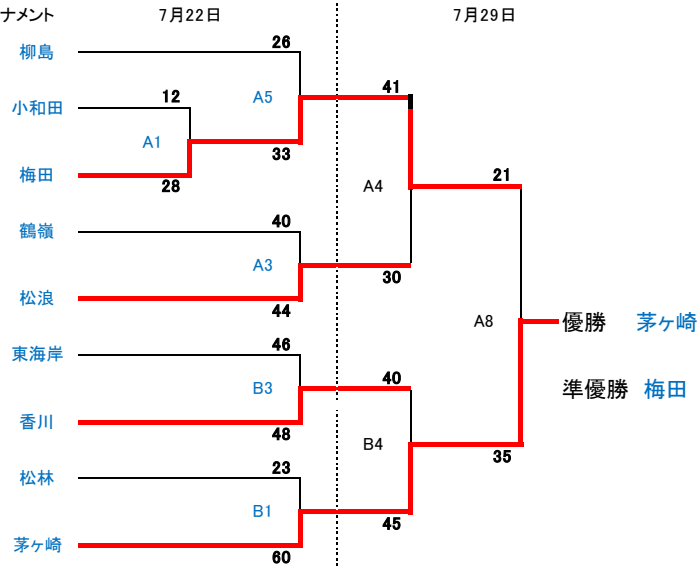 ナメント 7月22日 7月29日
柳島 26
41
小和田 12 A5
A1
33
梅田 28
A4 21
鶴嶺 40
A3
30
松浪 44
A8 優勝 茅ヶ崎
東海岸 46
40
B3 準優勝 梅田
香川 48
B4
35
松林 23
B1
45
茅ヶ崎 60